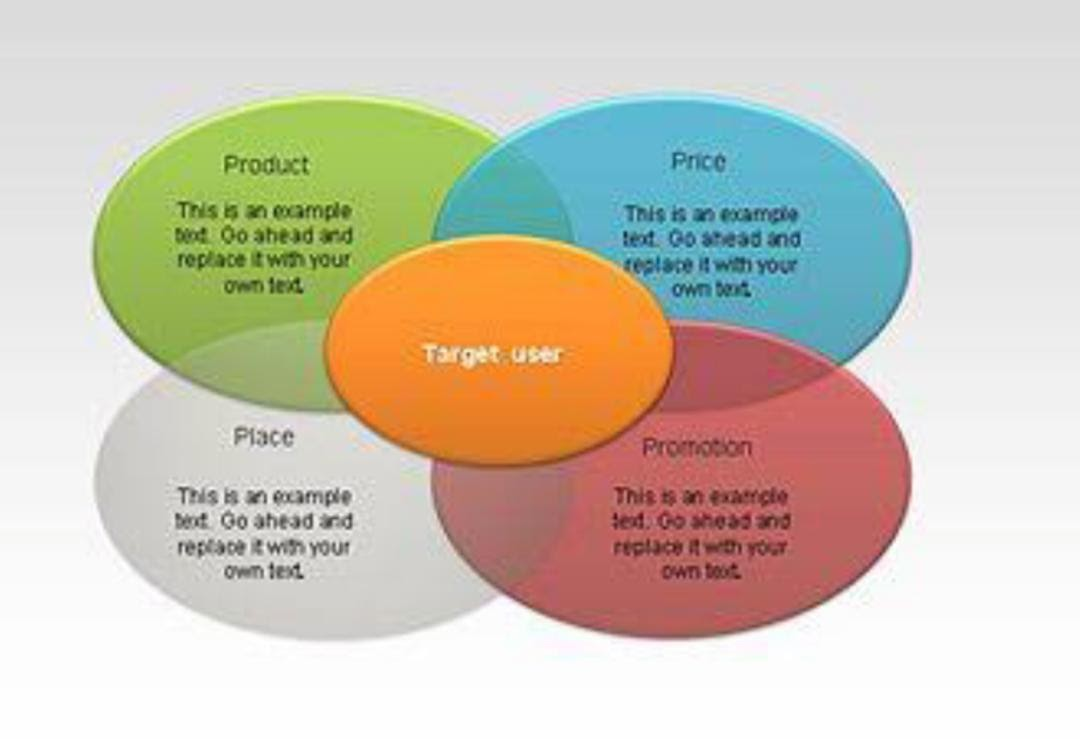 Product
This is an example
text. Go ahead and
replace it with your
own text.
Price
This is an example
text. Go ahead and
replace it with your
own text.
Target user
Place
This is an example
text. Go ahead and
replace it with your
own text.
Promotion
This is an example
text. Go ahead and
replace it with your
own text.